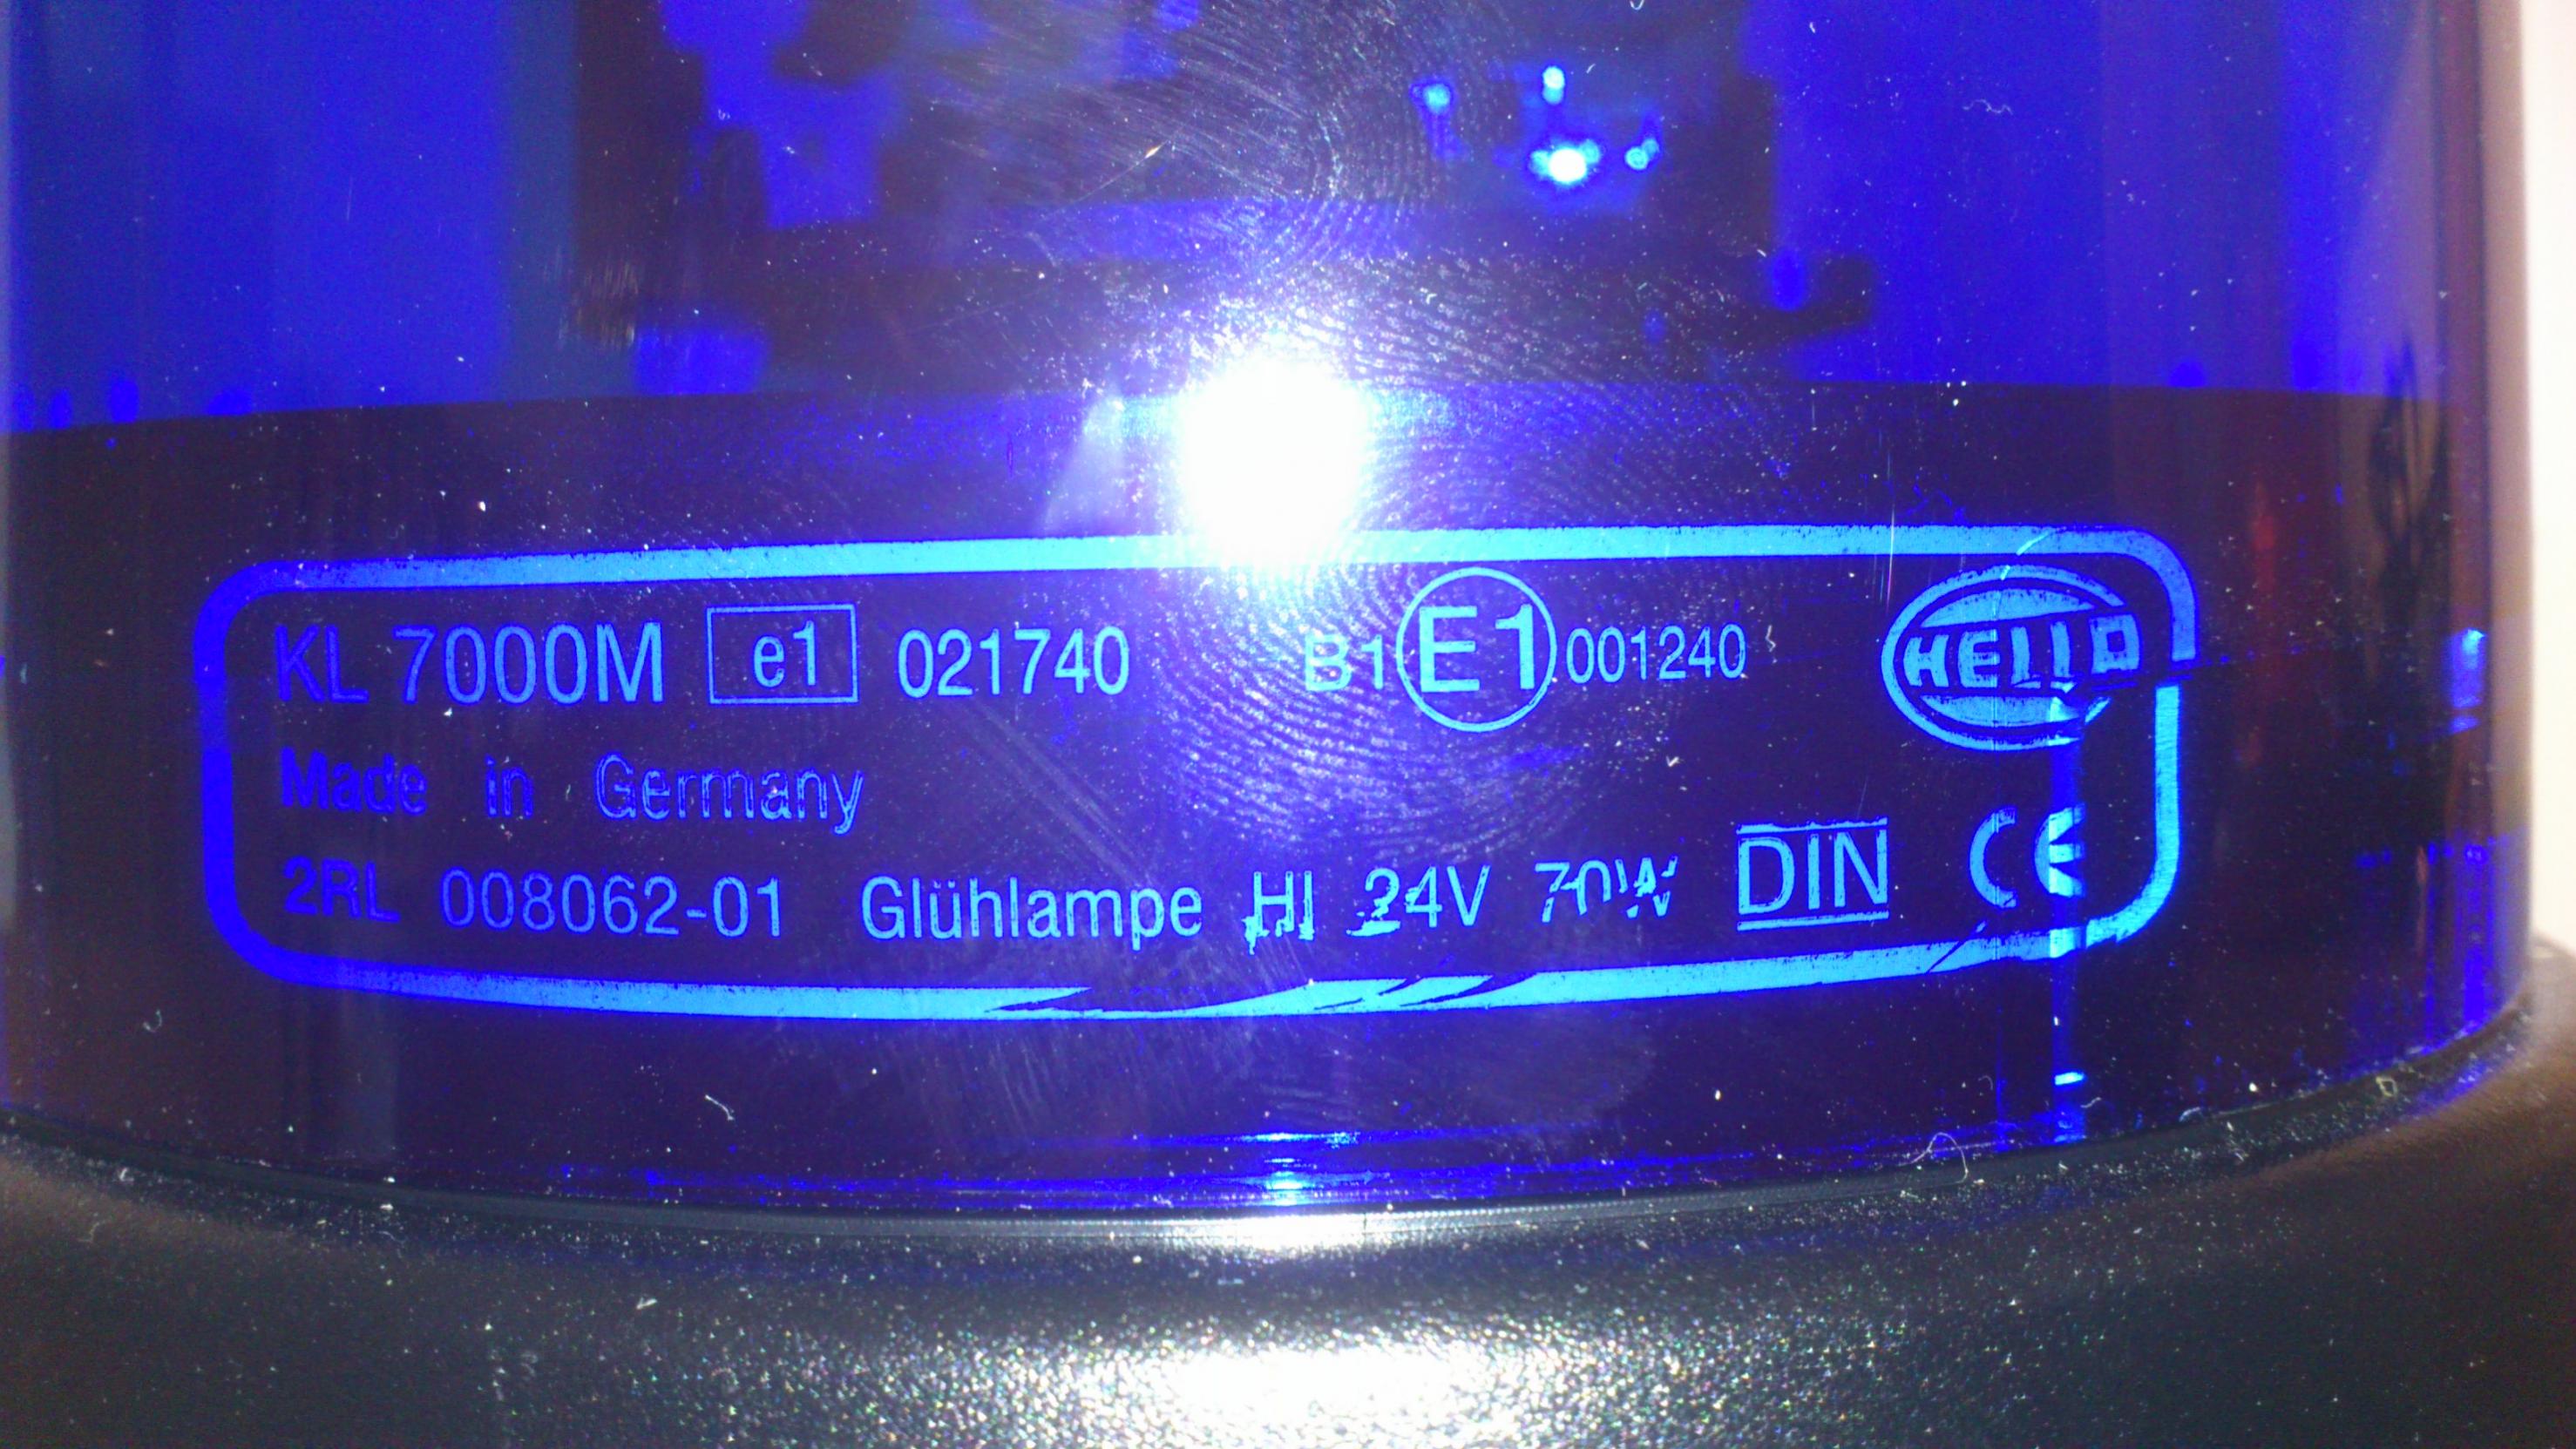 KL 7000M e1 021740 B1 E1 001240 HELLA
Made in Germany
2RL 008062-01 Glühlampe H1 24V 70W DIN CE